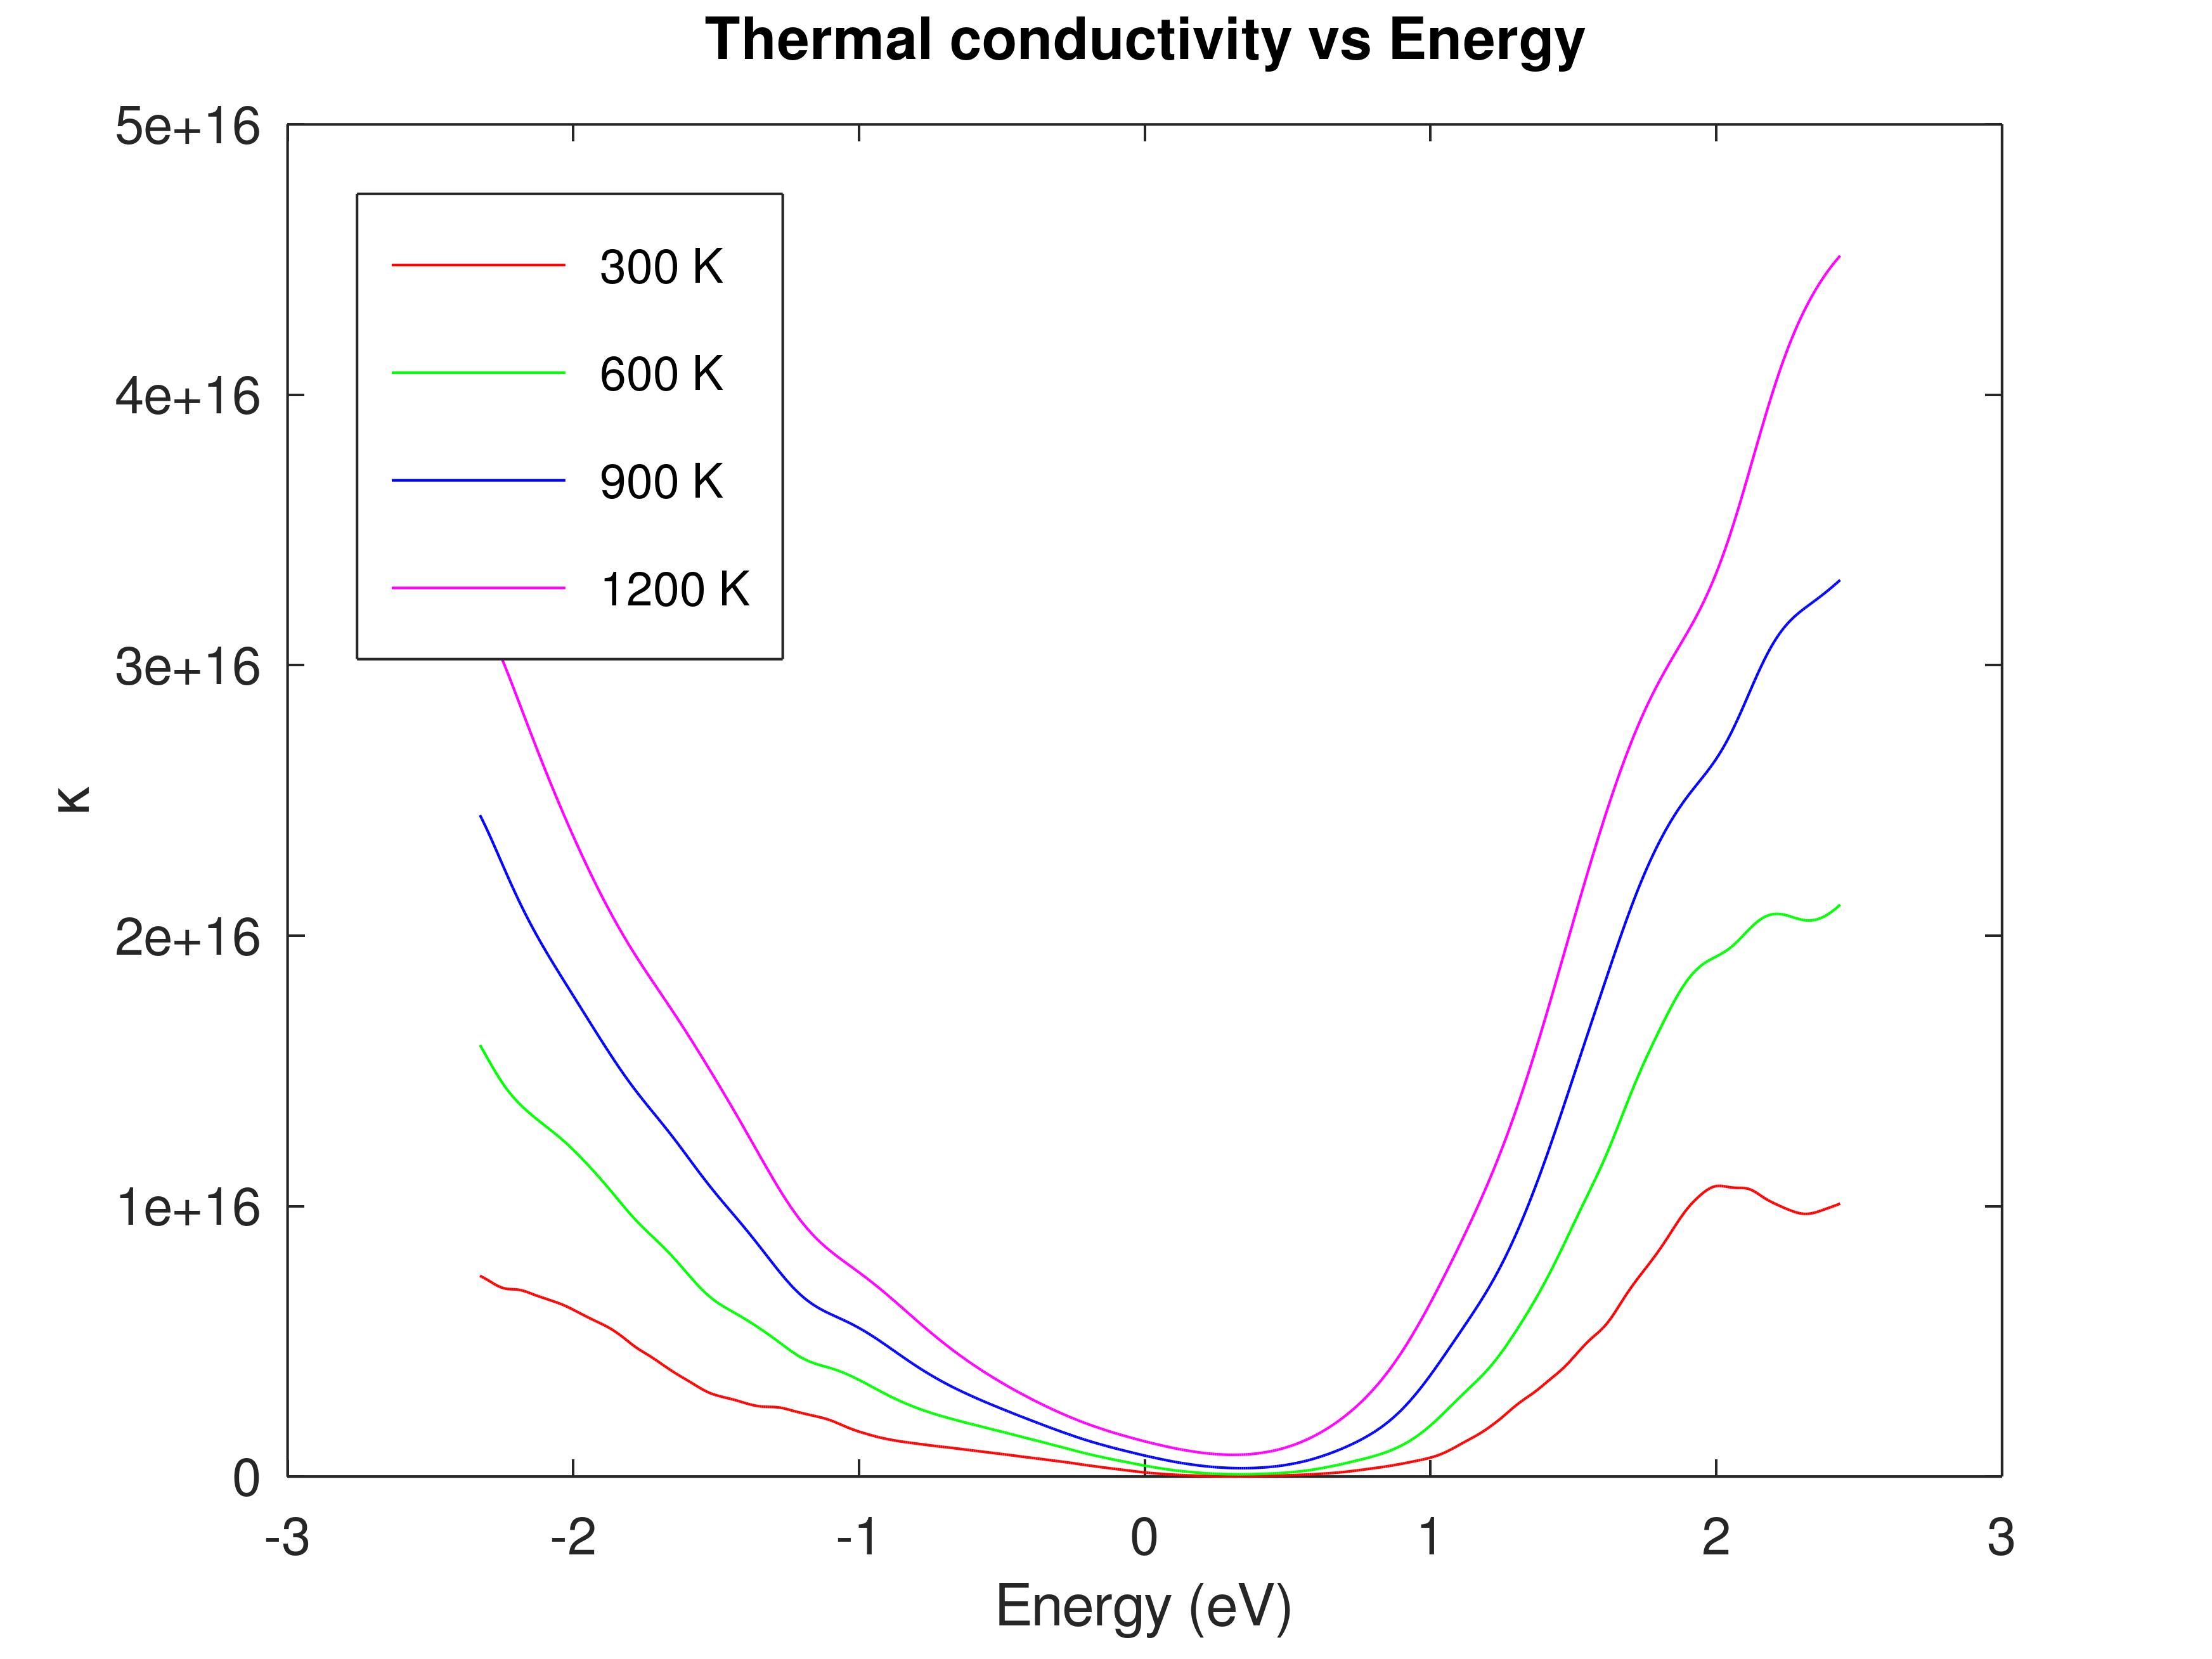 Thermal conductivity vs Energy
5e+16
4e+16
3e+16
2e+16
1e+16
0
κ
300 K
600 K
900 K
1200 K
-3 -2 -1 0 1 2 3
Energy (eV)